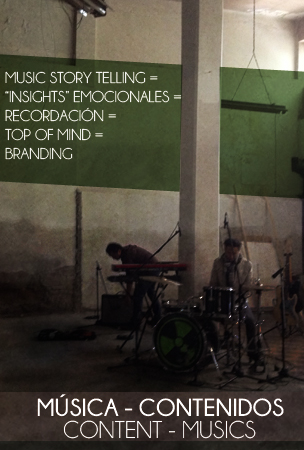 MUSIC STORY TELLING =
"INSIGHTS" EMOCIONALES =
RECORDACIÓN =
TOP OF MIND =
BRANDING
MÚSICA - CONTENIDOS
CONTENT - MUSICS